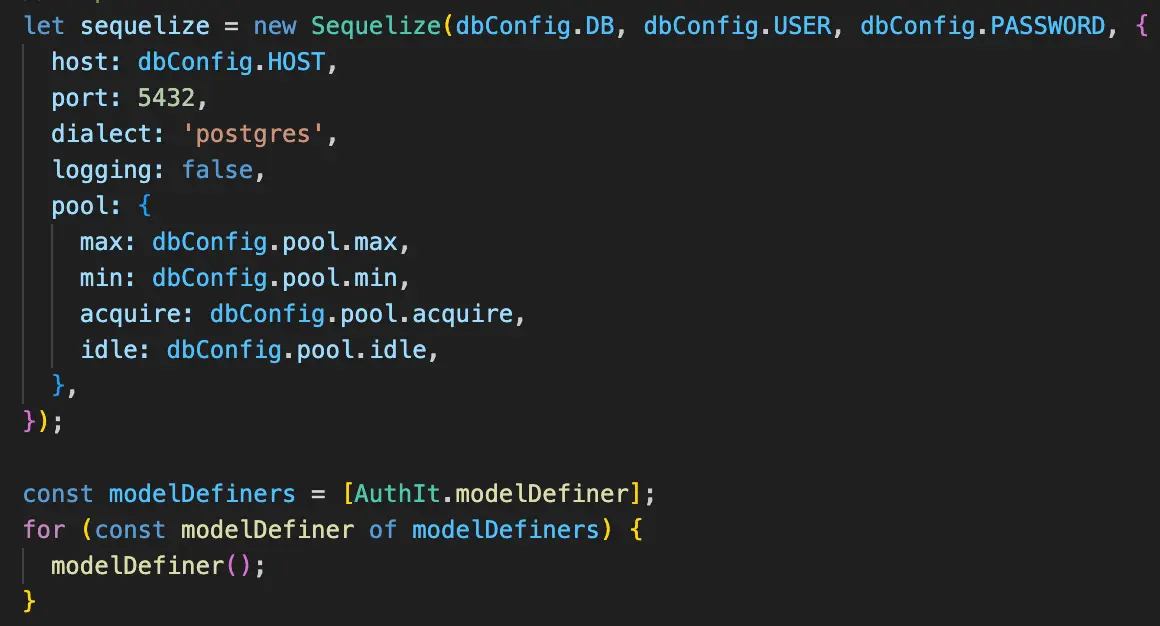 let sequelize = new Sequelize(dbConfig.DB, dbConfig.USER, dbConfig.PASSWORD, {
  host: dbConfig.HOST,
  port: 5432,
  dialect: 'postgres',
  logging: false,
  pool: {
    max: dbConfig.pool.max,
    min: dbConfig.pool.min,
    acquire: dbConfig.pool.acquire,
    idle: dbConfig.pool.idle,
  },
});

const modelDefiners = [AuthIt.modelDefiner];
for (const modelDefiner of modelDefiners) {
  modelDefiner();
}